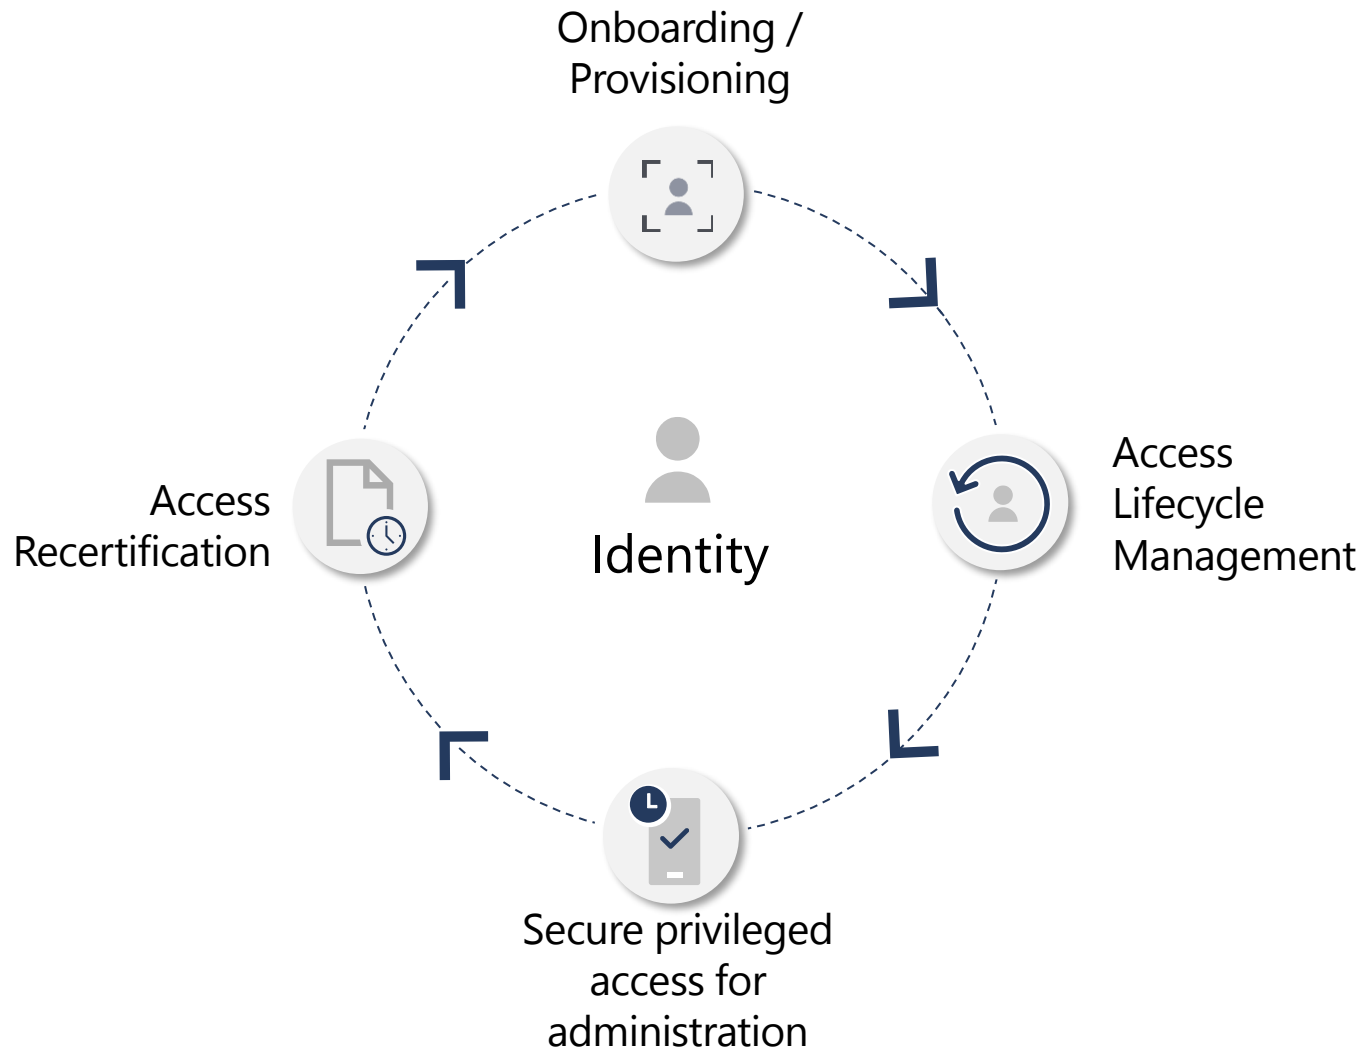 Onboarding /
Provisioning
Access
Lifecycle
Management
Access
Recertification
Identity
Secure privileged
access for
administration